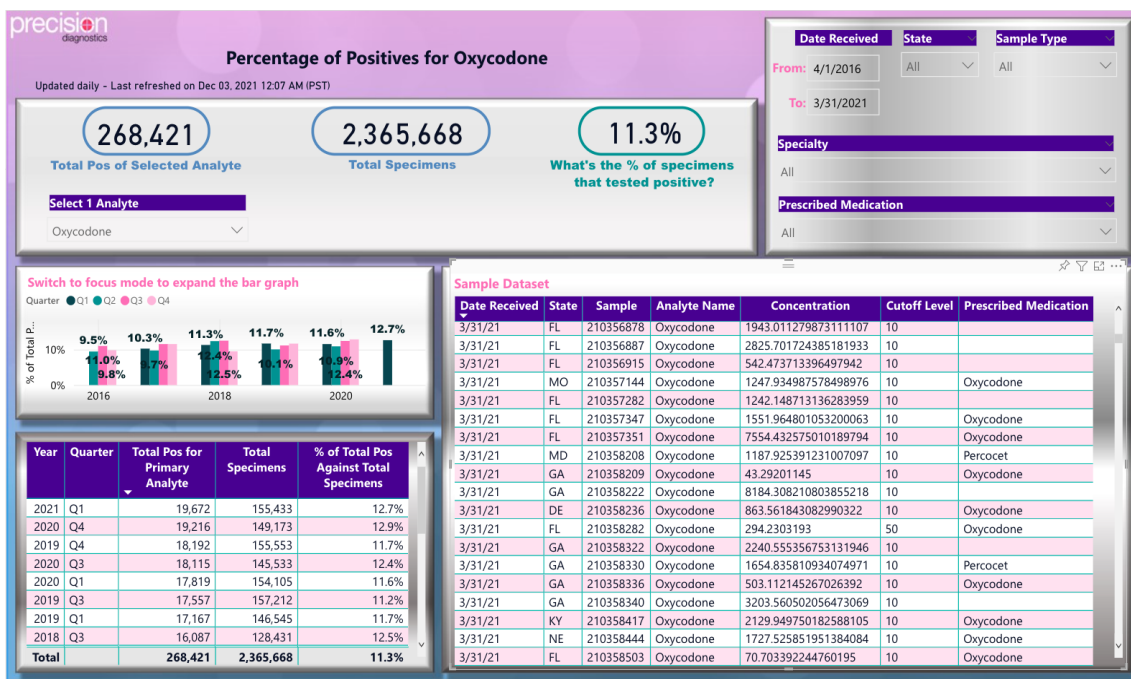 precision
diagnostics
Percentage of Positives for Oxycodone
Updated daily - Last refreshed on Dec 03, 2021 12:07 AM (PST)
268,421
Total Pos of Selected Analyte
2,365,668
Total Specimens
11.3%
What's the % of specimens
that tested positive?
Select 1 Analyte
Oxycodone
Date Received State Sample Type
From: 4/1/2016 All All
To: 3/31/2021
Specialty
All
Prescribed Medication
All
Switch to focus mode to expand the bar graph
Quarter Q1 Q2 Q3 Q4
% of Total P...
10%
0%
9.5% 10.3% 11.3% 11.7% 11.6% 12.7%
11.0% 9.7% 12.4% 10.1% 10.9%
9.8% 12.5% 12.4%
2016 2018 2020
Year Quarter Total Pos for Primary Analyte Total Specimens % of Total Pos Against Total Specimens
2021 Q1 19,672 155,433 12.7%
2020 Q4 19,216 149,173 12.9%
2019 Q4 18,192 155,553 11.7%
2020 Q3 18,115 145,533 12.4%
2020 Q1 17,819 154,105 11.6%
2019 Q3 17,557 157,212 11.2%
2019 Q1 17,167 146,545 11.7%
2018 Q3 16,087 128,431 12.5%
Total 268,421 2,365,668 11.3%
Sample Dataset
Date Received State Sample Analyte Name Concentration Cutoff Level Prescribed Medication
3/31/21 FL 210356878 Oxycodone 1943.011279873111107 10
3/31/21 FL 210356887 Oxycodone 2825.701724385181933 10
3/31/21 FL 210356915 Oxycodone 542.473713396497942 10
3/31/21 MO 210357144 Oxycodone 1247.934987578498976 10 Oxycodone
3/31/21 FL 210357282 Oxycodone 1242.148713136283959 10
3/31/21 FL 210357347 Oxycodone 1551.964801053200063 10 Oxycodone
3/31/21 FL 210357351 Oxycodone 7554.432575010189794 10 Oxycodone
3/31/21 MD 210358208 Oxycodone 1187.925391231007097 10 Percocet
3/31/21 GA 210358209 Oxycodone 43.29201145 10 Oxycodone
3/31/21 GA 210358222 Oxycodone 8184.308210803855218 10
3/31/21 DE 210358236 Oxycodone 863.561843082990322 10 Oxycodone
3/31/21 FL 210358282 Oxycodone 294.2303193 50 Oxycodone
3/31/21 GA 210358322 Oxycodone 2240.555356753131946 10
3/31/21 GA 210358330 Oxycodone 1654.835810934074971 10 Percocet
3/31/21 GA 210358336 Oxycodone 503.112145267026392 10 Oxycodone
3/31/21 GA 210358340 Oxycodone 3203.560502056473069 10
3/31/21 KY 210358417 Oxycodone 2129.949750182588105 10 Oxycodone
3/31/21 NE 210358444 Oxycodone 1727.525851951384084 10 Oxycodone
3/31/21 FL 210358503 Oxycodone 70.703392244760195 10 Oxycodone